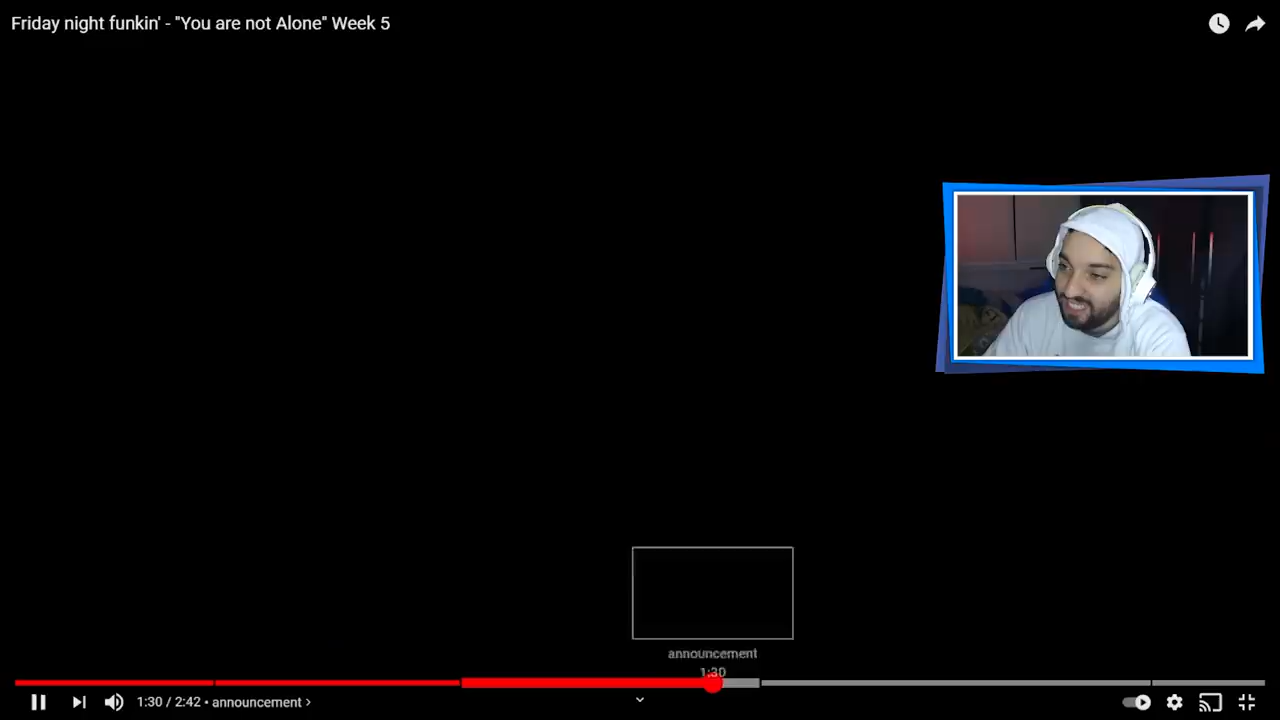 Friday night funkin' - "You are not Alone" Week 5
announcement
1:30
1:30 / 2:42 • announcement ›